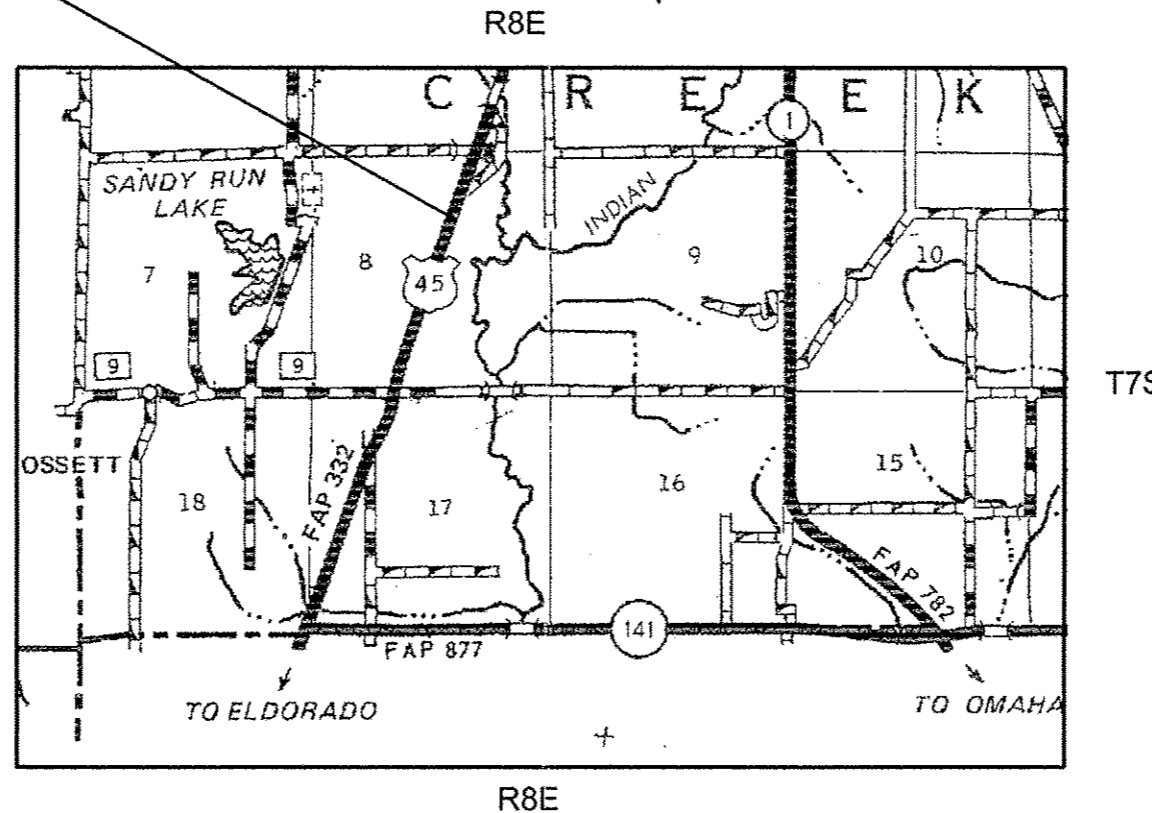 R8E
C R E E K
1
SANDY RUN
LAKE
INDIAN
7
8
9
10
45
9
9
T7S
OSSETT
18
FAP 332
17
16
15
FAP 782
141
FAP 877
TO ELDORADO
TO OMAHA
R8E